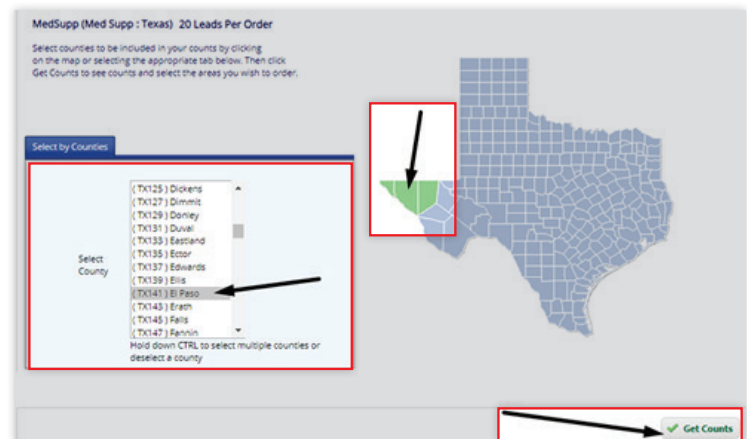 MedSupp (Med Supp : Texas) 20 Leads Per Order
Select counties to be included in your counts by clicking
on the map or selecting the appropriate tab below. Then click
Get Counts to see counts and select the areas you wish to order.
Select by Counties
( TX125 ) Dickens
( TX127 ) Dimmit
( TX129 ) Donley
( TX131 ) Duval
( TX133 ) Eastland
( TX135 ) Ector
Select
County
( TX137 ) Edwards
( TX139 ) Ellis
( TX141 ) El Paso
( TX143 ) Erath
( TX145 ) Falls
( TX147 ) Fannin
Hold down CTRL to select multiple counties or
deselect a county
Get Counts